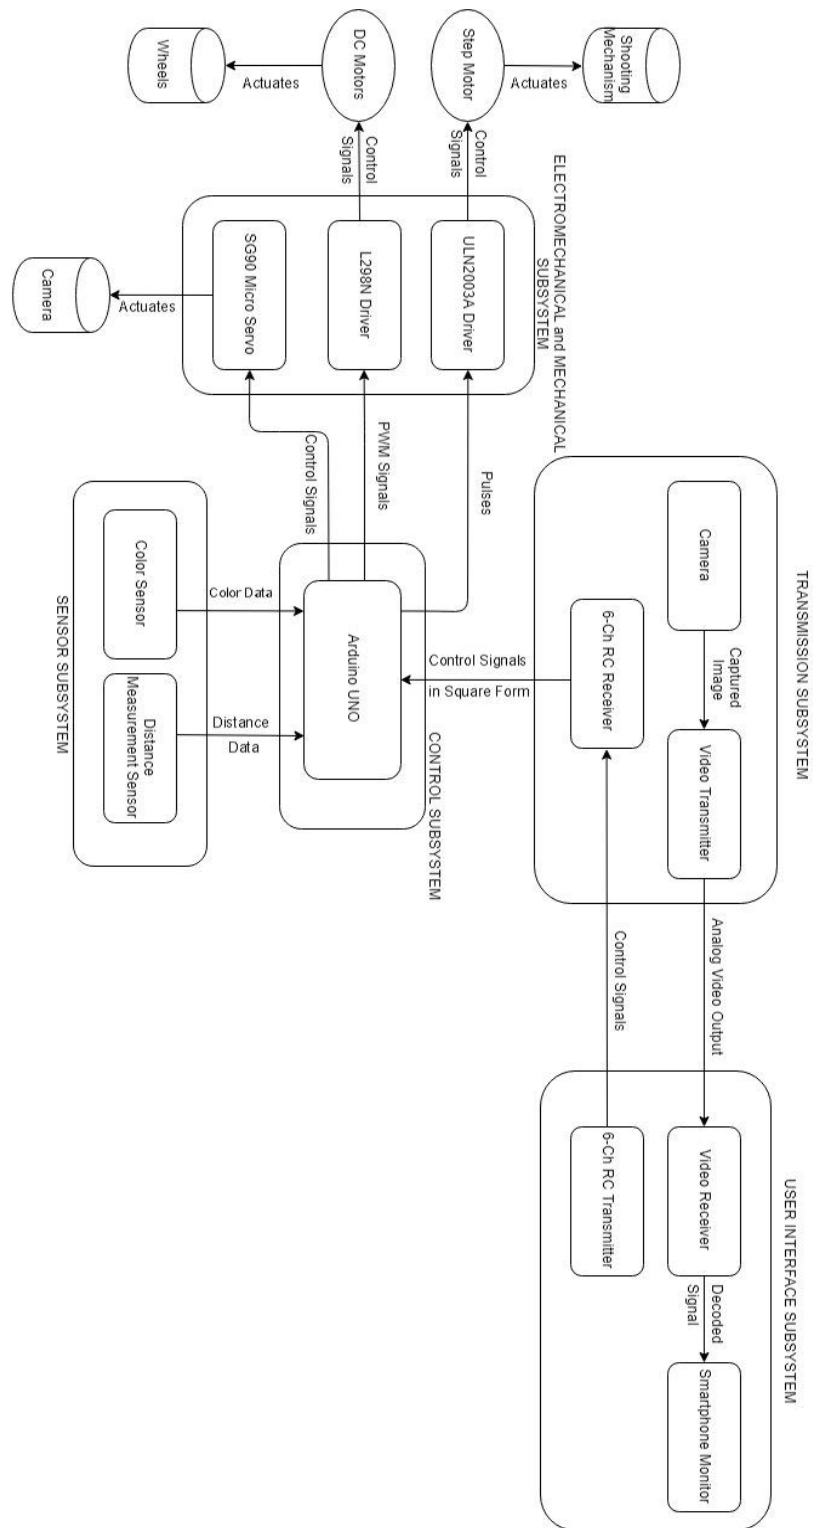 Shooting
Mechanism
Actuates
Step Motor
DC Motors
Actuates
Wheels
Control
Signals
Control
Signals
ELECTROMECHANICAL and MECHANICAL
SUBSYSTEM
ULN2003A Driver
L298N Driver
SG90 Micro Servo
Actuates
Camera
Pulses
PWM Signals
Control Signals
TRANSMISSION SUBSYSTEM
Camera
Captured
Image
Video Transmitter
6-Ch RC Receiver
Control Signals
in Square Form
CONTROL SUBSYSTEM
Arduino UNO
Color Data
Distance
Data
Color Sensor
Distance
Measurement Sensor
SENSOR SUBSYSTEM
Analog Video Output
Control Signals
USER INTERFACE SUBSYSTEM
Video Receiver
Decoded
Signal
Smartphone Monitor
6-Ch RC Transmitter